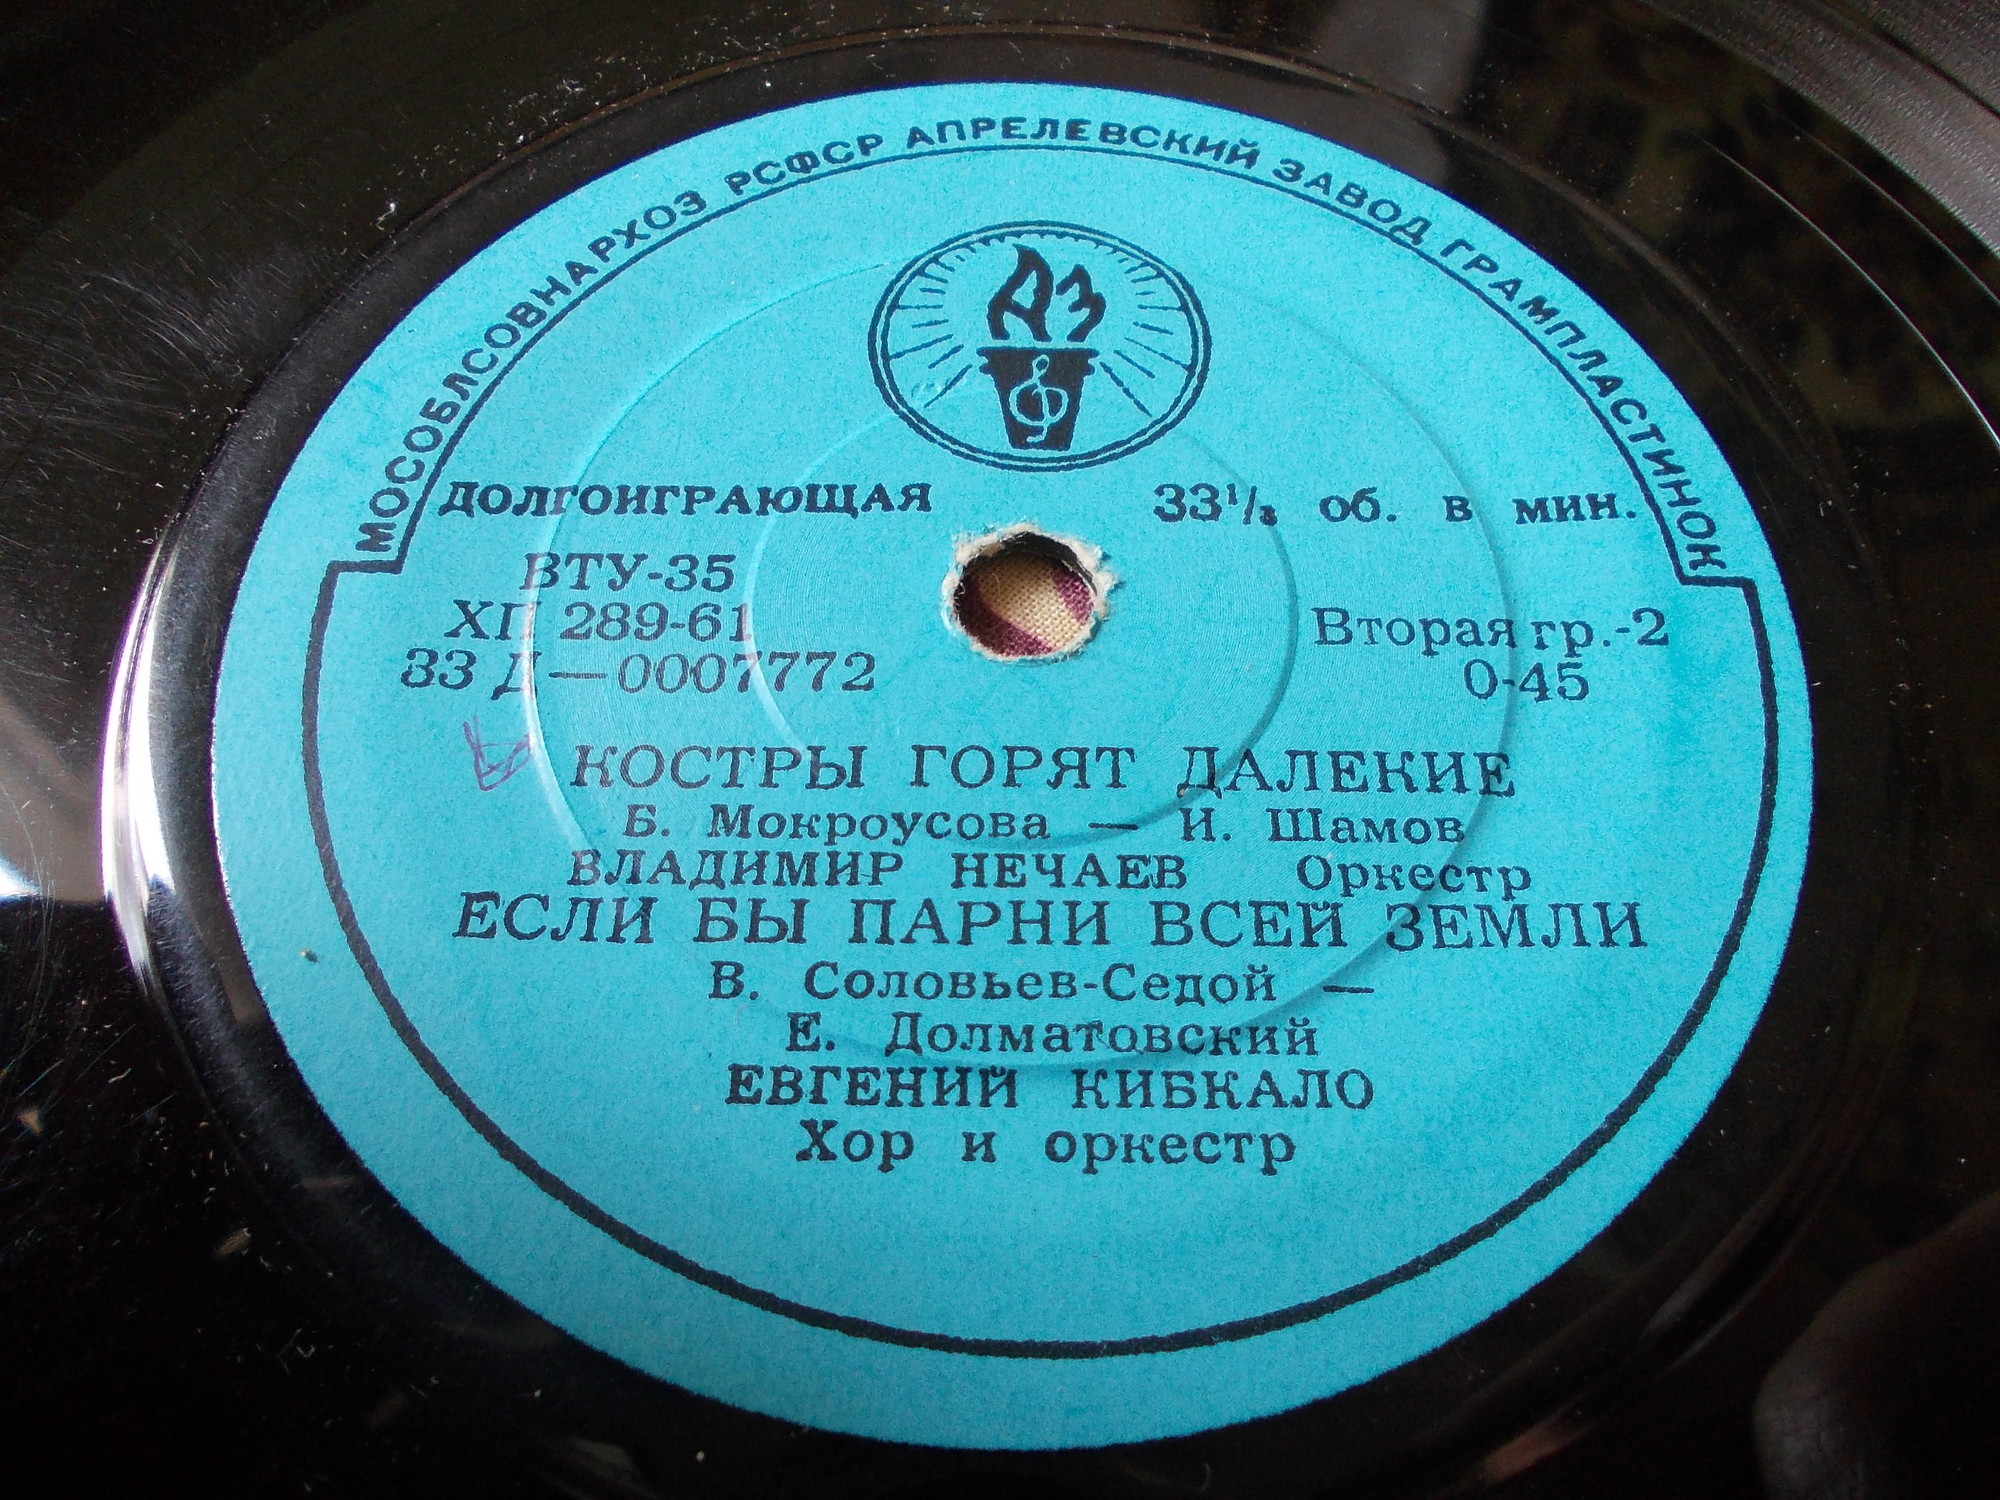 МОСОБЛСОВНАРХОЗ РСФСР АПРЕЛЕВСКИЙ ЗАВОД ГРАМПЛАСТИНОК
АЗ
ДОЛГОИГРАЮЩАЯ 33⅓ об. в мин.
ВТУ-35
ХП 289-61 Вторая гр.-2
33 Д—0007772 0-45
КОСТРЫ ГОРЯТ ДАЛЕКИЕ
Б. Мокроусова — И. Шамов
ВЛАДИМИР НЕЧАЕВ Оркестр
ЕСЛИ БЫ ПАРНИ ВСЕЙ ЗЕМЛИ
В. Соловьев-Седой —
Е. Долматовский
ЕВГЕНИЙ КИБКАЛО
Хор и оркестр